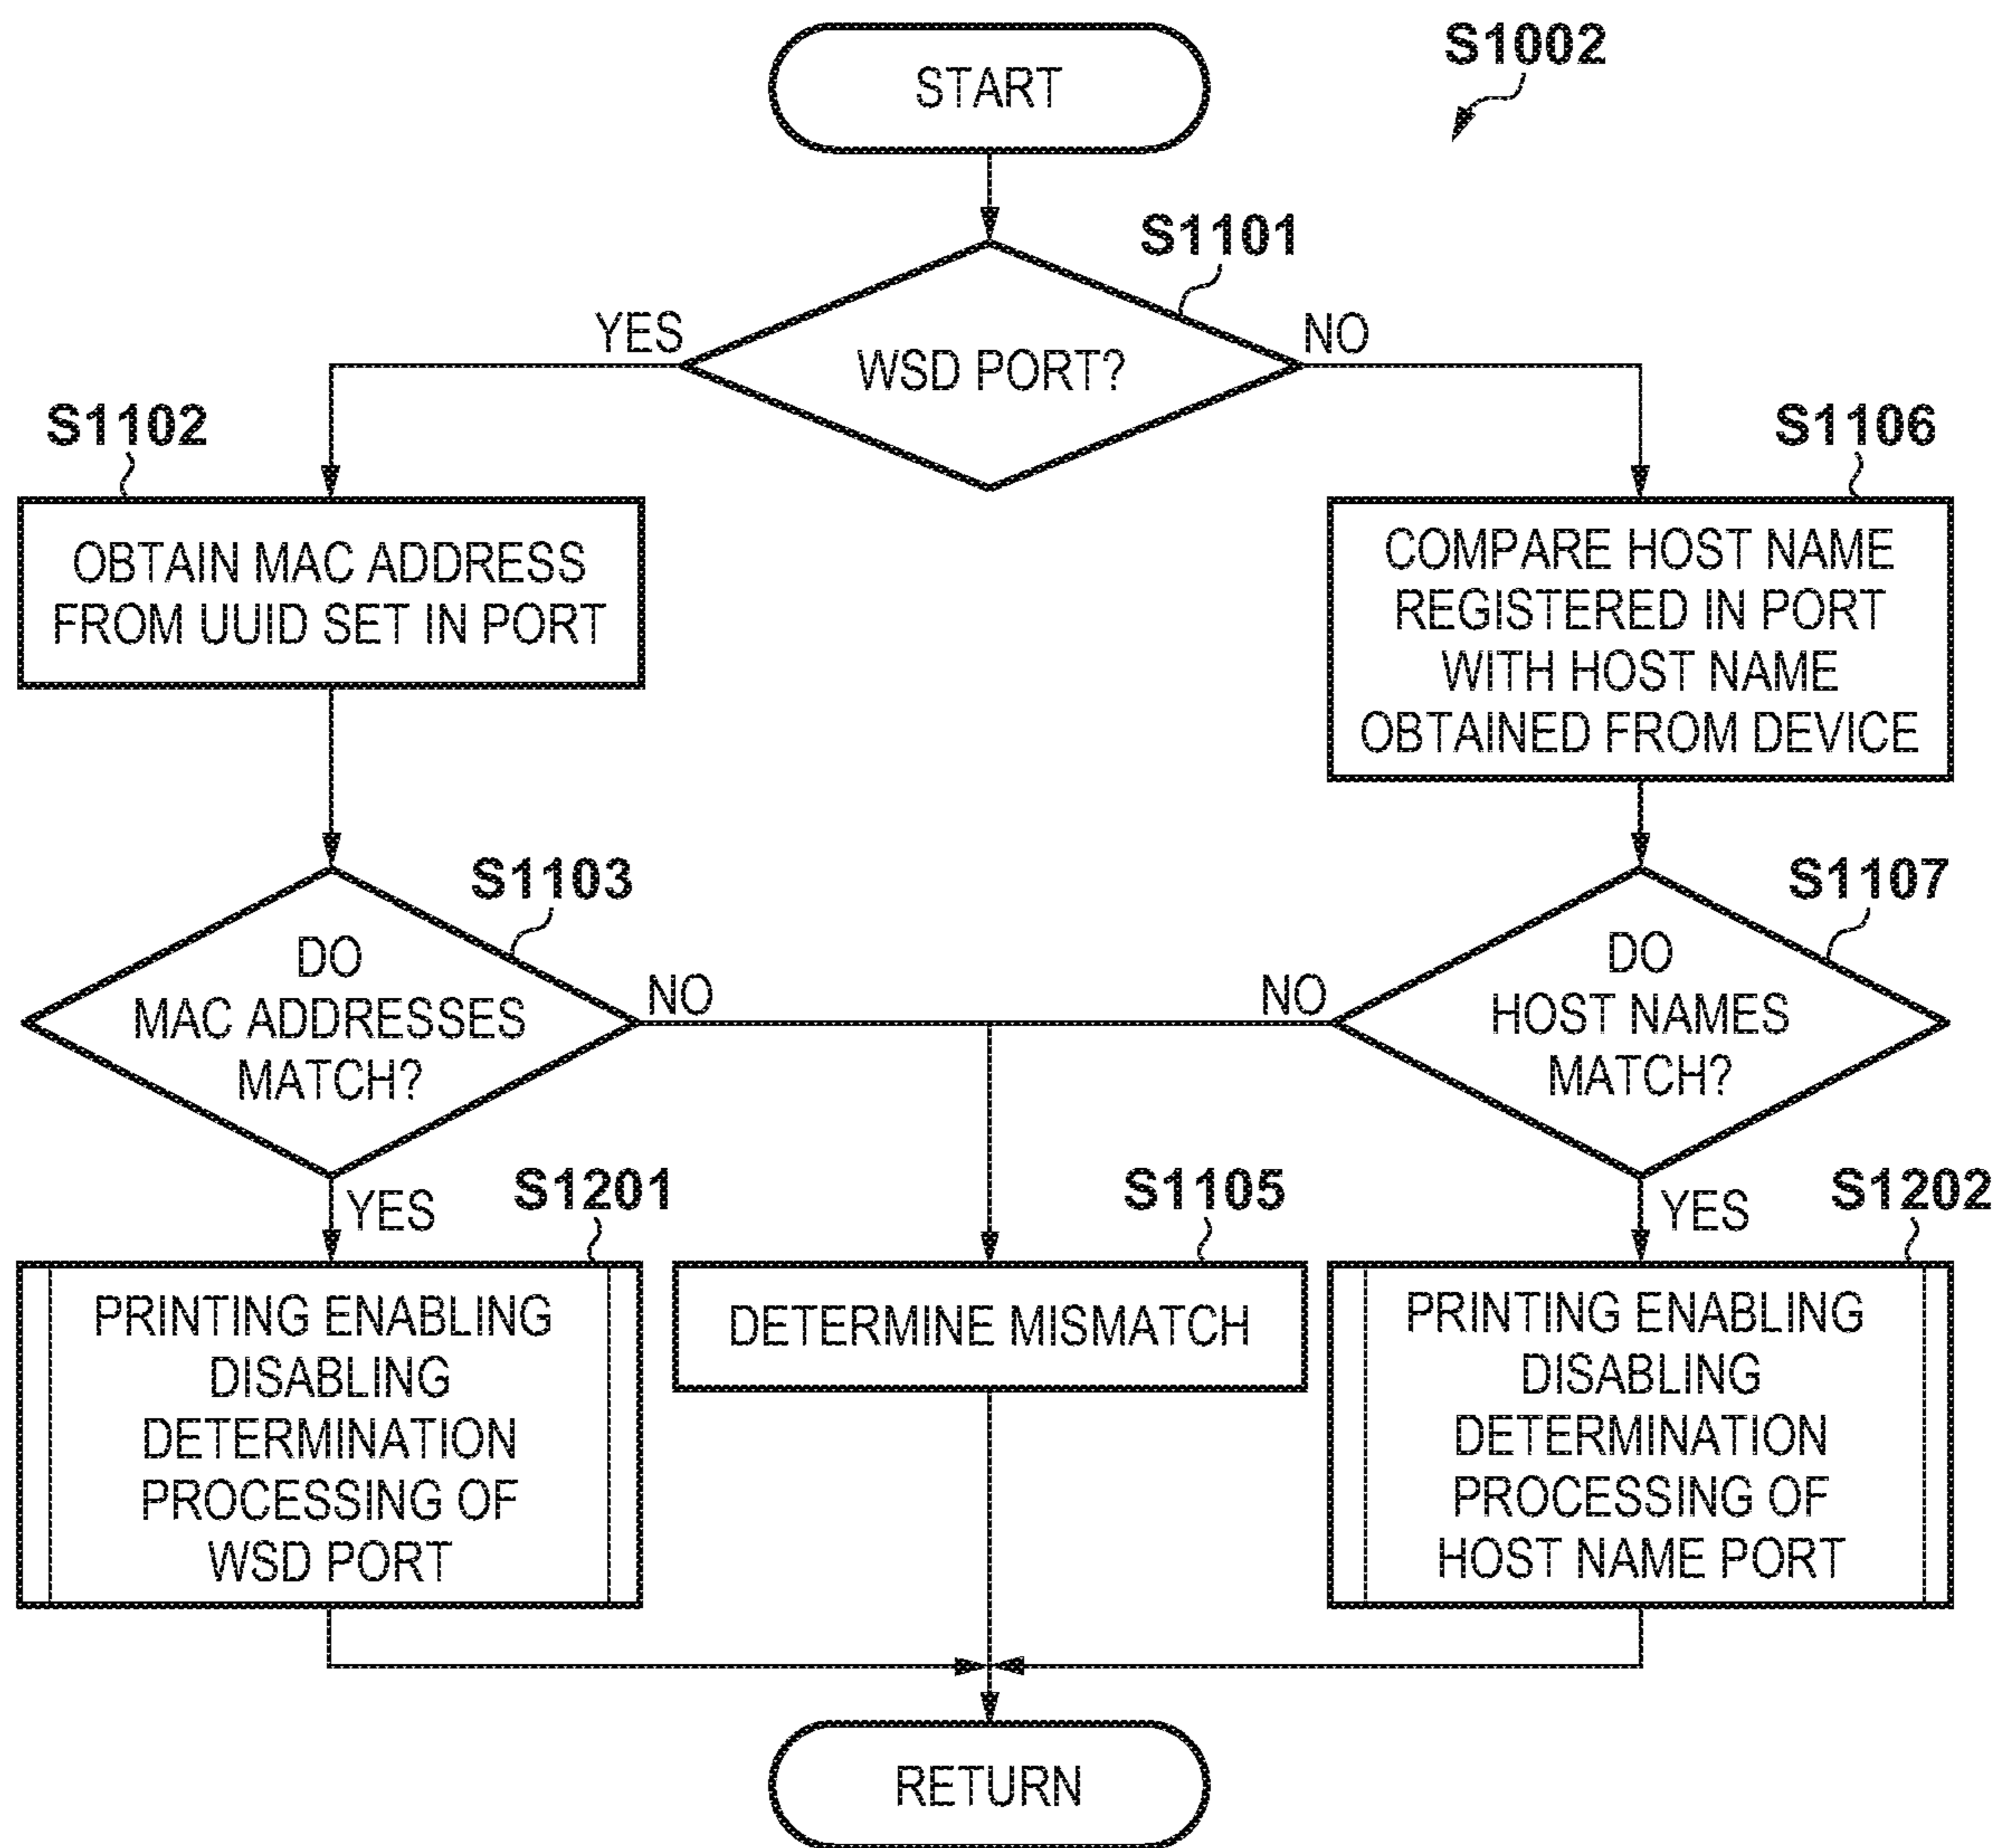 S1002
START
S1101
WSD PORT?
YES
NO
S1102
OBTAIN MAC ADDRESS
FROM UUID SET IN PORT
S1106
COMPARE HOST NAME
REGISTERED IN PORT
WITH HOST NAME
OBTAINED FROM DEVICE
S1103
DO
MAC ADDRESSES
MATCH?
NO
YES
S1107
DO
HOST NAMES
MATCH?
NO
YES
S1201
PRINTING ENABLING
DISABLING
DETERMINATION
PROCESSING OF
WSD PORT
S1105
DETERMINE MISMATCH
S1202
PRINTING ENABLING
DISABLING
DETERMINATION
PROCESSING OF
HOST NAME PORT
RETURN